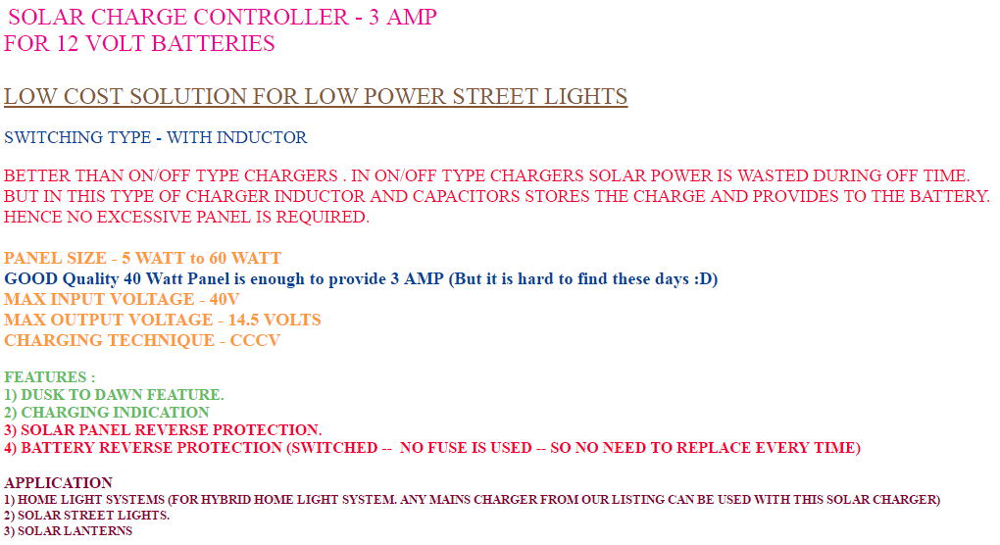 SOLAR CHARGE CONTROLLER - 3 AMP
FOR 12 VOLT BATTERIES
LOW COST SOLUTION FOR LOW POWER STREET LIGHTS
SWITCHING TYPE - WITH INDUCTOR
BETTER THAN ON/OFF TYPE CHARGERS . IN ON/OFF TYPE CHARGERS SOLAR POWER IS WASTED DURING OFF TIME.
BUT IN THIS TYPE OF CHARGER INDUCTOR AND CAPACITORS STORES THE CHARGE AND PROVIDES TO THE BATTERY.
HENCE NO EXCESSIVE PANEL IS REQUIRED.
PANEL SIZE - 5 WATT to 60 WATT
GOOD Quality 40 Watt Panel is enough to provide 3 AMP (But it is hard to find these days :D)
MAX INPUT VOLTAGE - 40V
MAX OUTPUT VOLTAGE - 14.5 VOLTS
CHARGING TECHNIQUE - CCCV
FEATURES :
1) DUSK TO DAWN FEATURE.
2) CHARGING INDICATION
3) SOLAR PANEL REVERSE PROTECTION.
4) BATTERY REVERSE PROTECTION (SWITCHED --  NO FUSE IS USED -- SO NO NEED TO REPLACE EVERY TIME)
APPLICATION
1) HOME LIGHT SYSTEMS (FOR HYBRID HOME LIGHT SYSTEM. ANY MAINS CHARGER FROM OUR LISTING CAN BE USED WITH THIS SOLAR CHARGER)
2) SOLAR STREET LIGHTS.
3) SOLAR LANTERNS